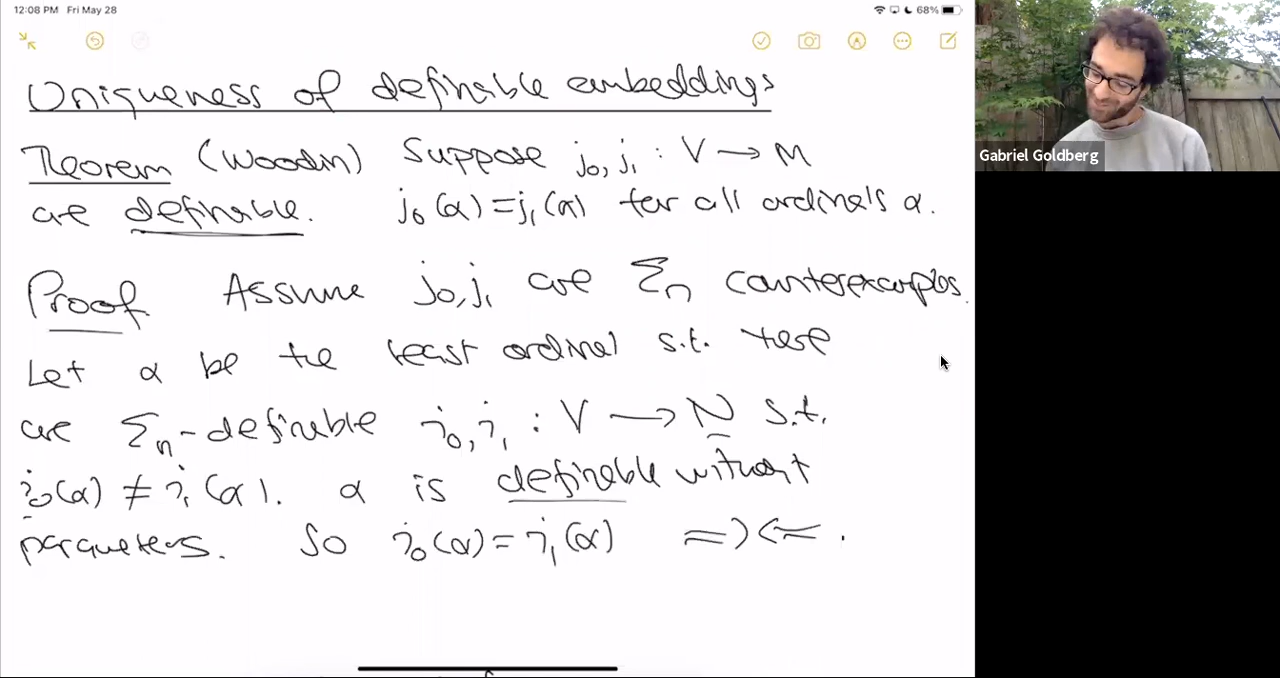 12:08 PM Fri May 28
68%
Uniqueness of definable embeddings
Theorem (Woodin) Suppose j₀, j₁ : V → M
are definable. j₀(α) = j₁(α) for all ordinals α.
Proof. Assume j₀, j₁ are Σₙ counterexamples.
Let α be the least ordinal s.t. there
are Σₙ-definable i₀, i₁ : V → N s.t.
i₀(α) ≠ i₁(α). α is definable without
parameters. So i₀(α) = i₁(α) ⇒⇐.
Gabriel Goldberg